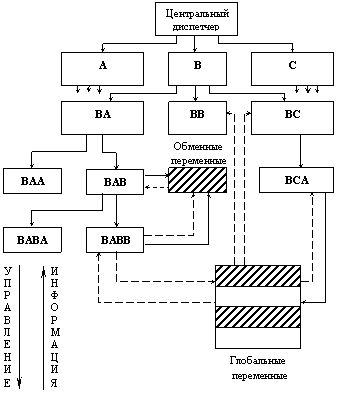 Центральный
диспетчер
A
B
C
BA
BB
BC
Обменные
переменные
BAA
BAB
BCA
BABA
BABB
УПРАВЛЕНИЕ
ИНФОРМАЦИЯ
Глобальные
переменные